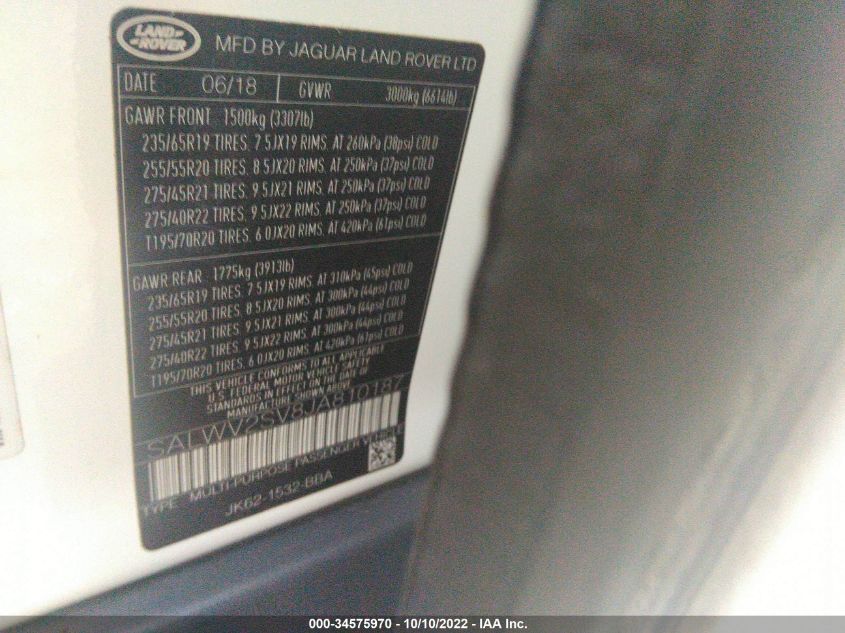 LAND ROVER
MFD BY JAGUAR LAND ROVER LTD
DATE 06/18 GVWR 3000kg (6614lb)
GAWR FRONT 1500kg (3307lb)
235/65R19 TIRES, 7.5JX19 RIMS, AT 260kPa (38psi) COLD
255/55R20 TIRES, 8.5JX20 RIMS, AT 250kPa (37psi) COLD
275/45R21 TIRES, 9.5JX21 RIMS, AT 250kPa (37psi) COLD
275/40R22 TIRES, 9.5JX22 RIMS, AT 250kPa (37psi) COLD
T195/70R20 TIRES, 6.0JX20 RIMS, AT 420kPa (61psi) COLD
GAWR REAR 1775kg (3913lb)
235/65R19 TIRES, 7.5JX19 RIMS, AT 310kPa (45psi) COLD
255/55R20 TIRES, 8.5JX20 RIMS, AT 300kPa (44psi) COLD
275/45R21 TIRES, 9.5JX21 RIMS, AT 300kPa (44psi) COLD
275/40R22 TIRES, 9.5JX22 RIMS, AT 300kPa (44psi) COLD
T195/70R20 TIRES, 6.0JX20 RIMS, AT 420kPa (61psi) COLD
THIS VEHICLE CONFORMS TO ALL APPLICABLE
U.S. FEDERAL MOTOR VEHICLE SAFETY
STANDARDS IN EFFECT ON THE DATE OF
MANUFACTURE SHOWN ABOVE
SALWV2SV8JA810187
TYPE MULTI-PURPOSE PASSENGER VEHICLE
JK62-1532-BBA
000-34575970 - 10/10/2022 - IAA Inc.